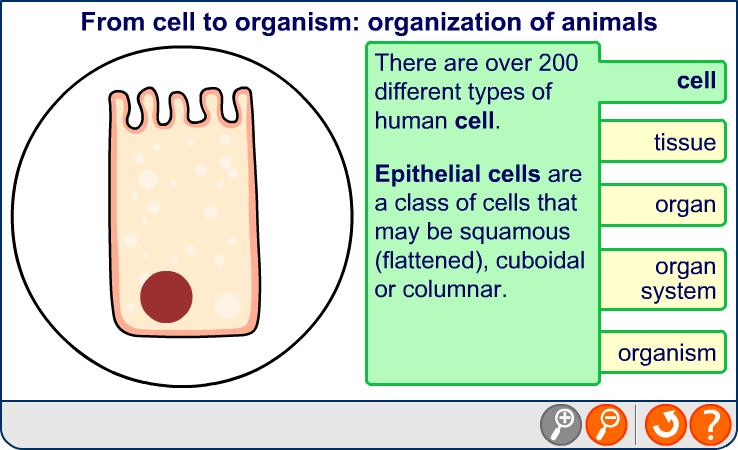 From cell to organism: organization of animals
There are over 200
different types of
human cell.
Epithelial cells are
a class of cells that
may be squamous
(flattened), cuboidal
or columnar.
cell
tissue
organ
organ
system
organism
?